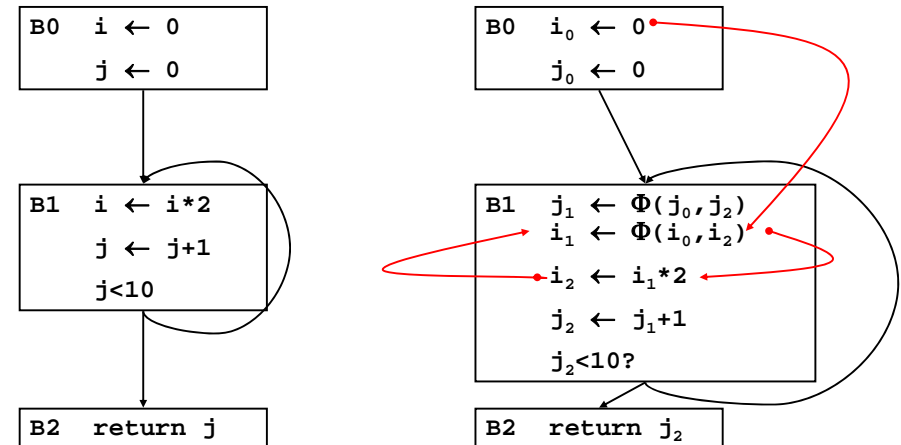 B0 i ← 0
j ← 0
B1 i ← i*2
j ← j+1
j<10
B2 return j
B0 i₀ ← 0
j₀ ← 0
B1 j₁ ← Φ(j₀,j₂)
i₁ ← Φ(i₀,i₂)
i₂ ← i₁*2
j₂ ← j₁+1
j₂<10?
B2 return j₂